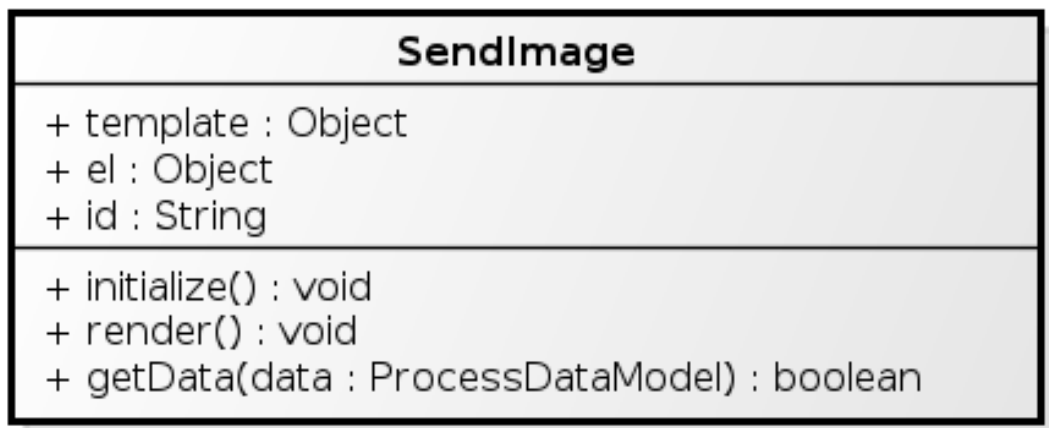 SendImage
+ template : Object
+ el : Object
+ id : String
+ initialize() : void
+ render() : void
+ getData(data : ProcessDataModel) : boolean